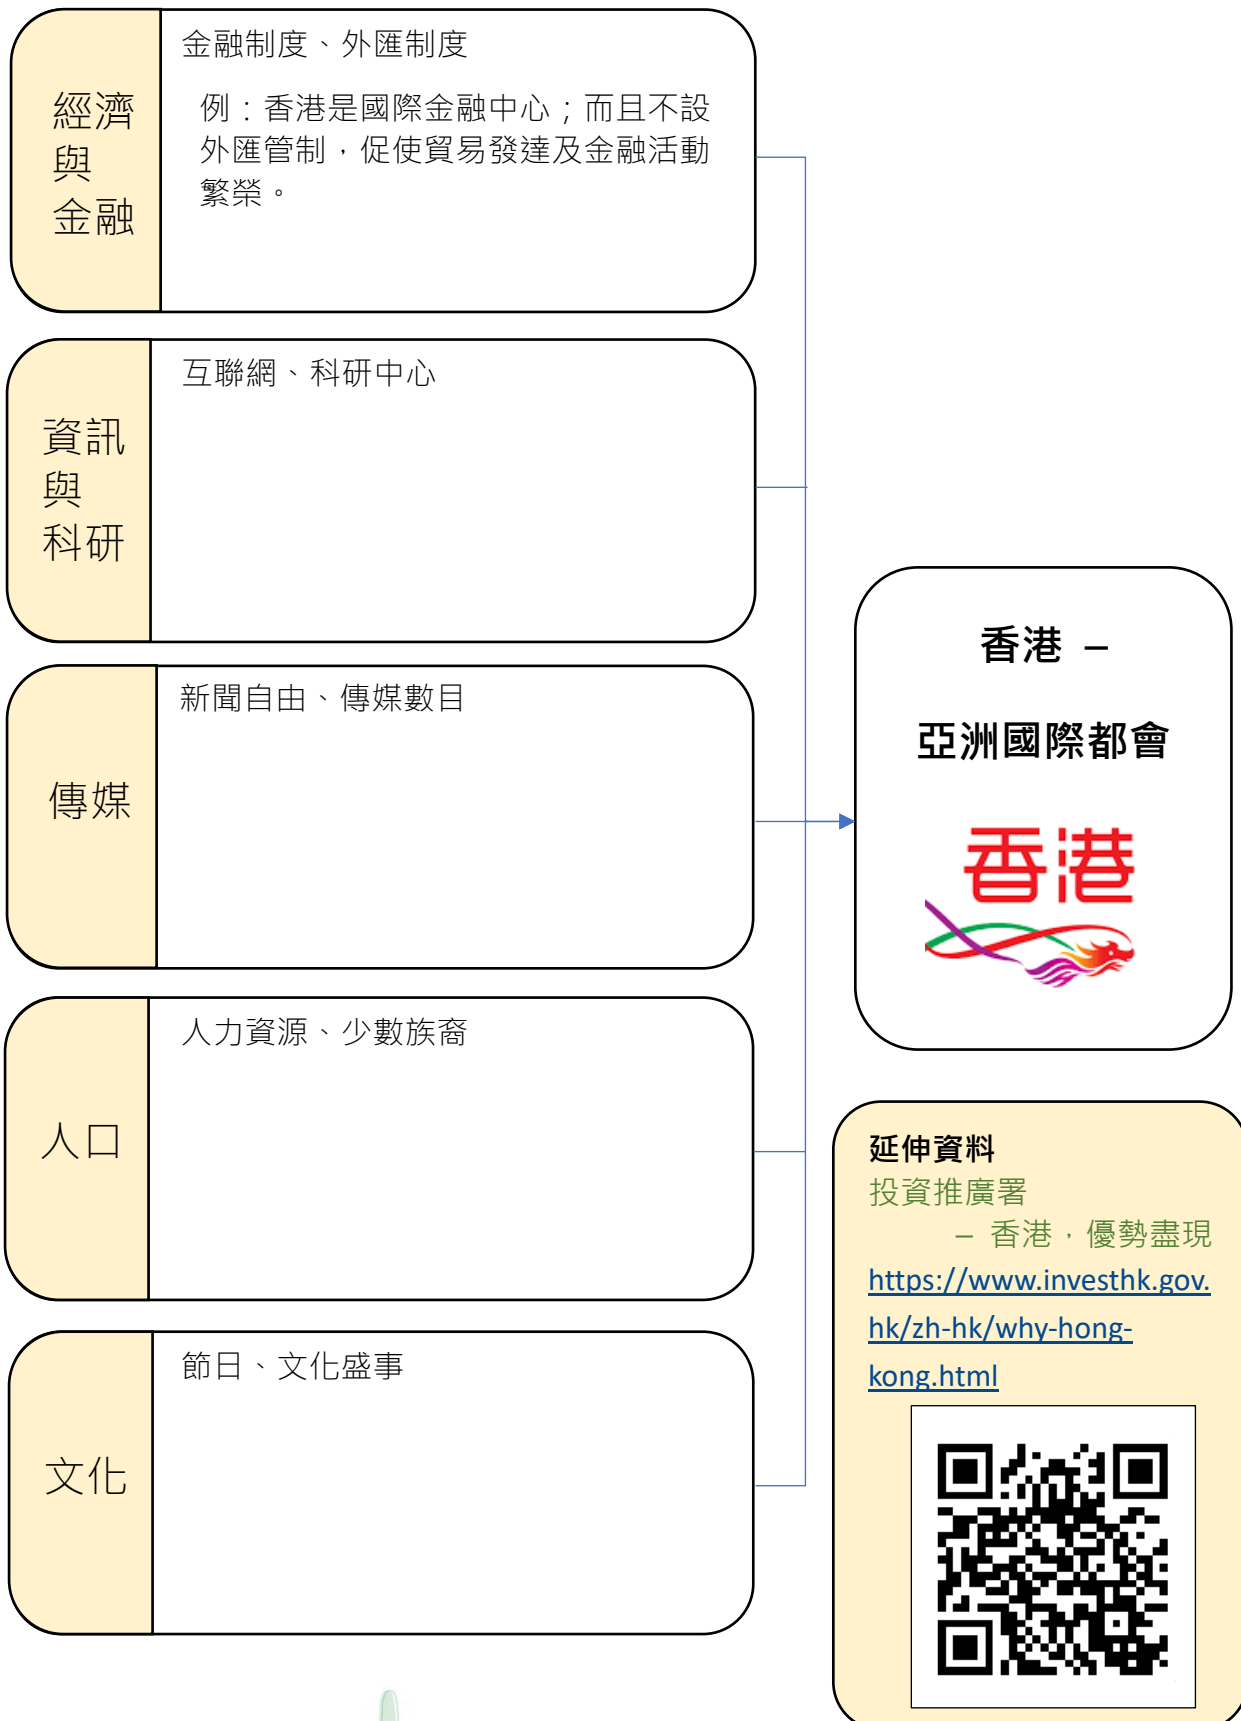 經濟
與
金融
金融制度、外匯制度
例：香港是國際金融中心；而且不設
外匯管制，促使貿易發達及金融活動
繁榮。
資訊
與
科研
互聯網、科研中心
傳媒
新聞自由、傳媒數目
人口
人力資源、少數族裔
文化
節日、文化盛事
香港 –
亞洲國際都會
香港
延伸資料
投資推廣署
– 香港，優勢盡現
https://www.investhk.gov.
hk/zh-hk/why-hong-
kong.html